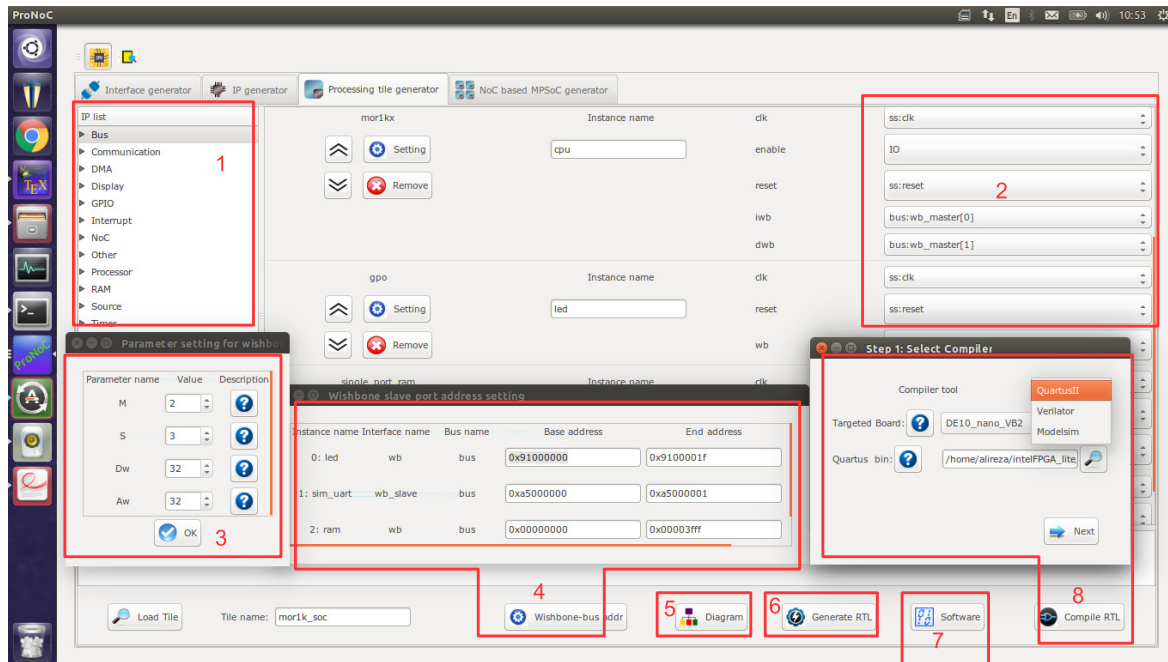 ProNoC
En
10:53
Interface generator
IP generator
Processing tile generator
NoC based MPSoC generator
IP list
Bus
Communication
DMA
Display
GPIO
Interrupt
NoC
Other
Processor
RAM
Source
Timer
1
mor1kx
Instance name
clk
ss:clk
Setting
cpu
enable
IO
Remove
reset
ss:reset
2
iwb
bus:wb_master[0]
dwb
bus:wb_master[1]
gpo
Instance name
clk
ss:clk
Setting
led
reset
ss:reset
Remove
wb
single_port_ram
Instance name
clk
TEX
ProNoC
Parameter setting for wishbo
Parameter name Value Description
M 2
S 3
Dw 32
Aw 32
OK
3
Wishbone slave port address setting
Instance name Interface name Bus name Base address End address
0: led wb bus 0x91000000 0x9100001f
1: sim_uart wb_slave bus 0xa5000000 0xa5000001
2: ram wb bus 0x00000000 0x00003fff
4
Step 1: Select Compiler
Compiler tool
QuartusII
Verilator
Modelsim
Targeted Board: DE10_nano_VB2
Quartus bin: /home/alireza/intelFPGA_lite
Next
Load Tile
Tile name: mor1k_soc
Wishbone-bus addr
5
Diagram
6
Generate RTL
Software
7
8
Compile RTL